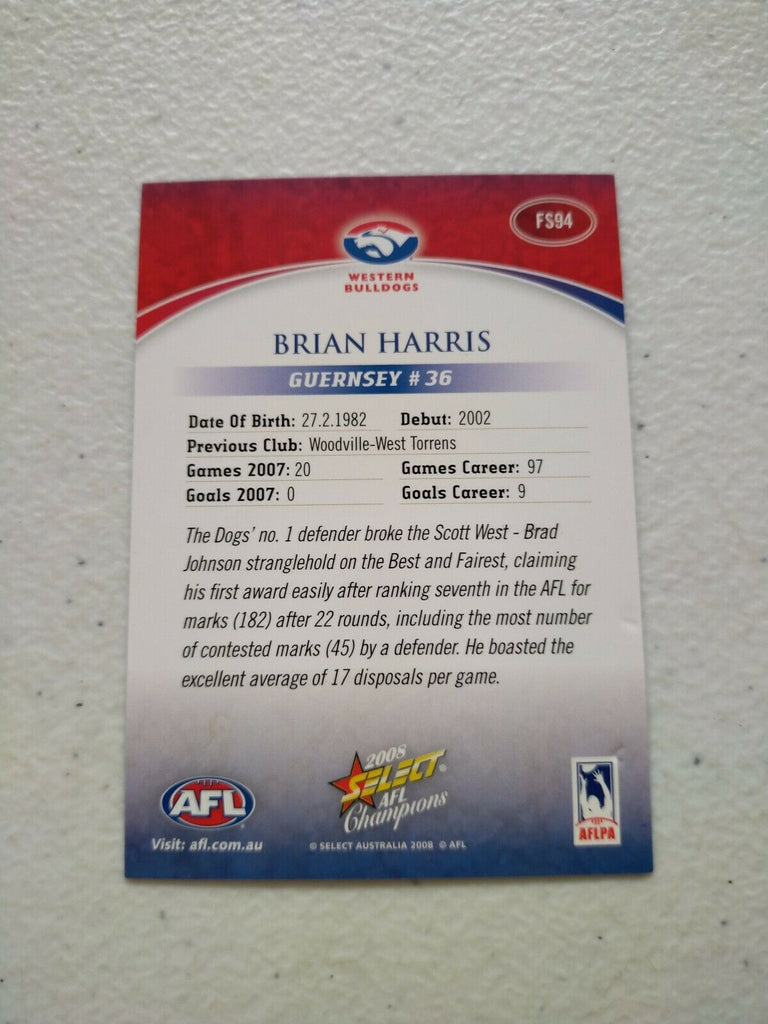 FS94
WESTERN
BULLDOGS
BRIAN HARRIS
GUERNSEY # 36
Date Of Birth: 27.2.1982 Debut: 2002
Previous Club: Woodville-West Torrens
Games 2007: 20 Games Career: 97
Goals 2007: 0 Goals Career: 9
The Dogs' no. 1 defender broke the Scott West - Brad
Johnson stranglehold on the Best and Fairest, claiming
his first award easily after ranking seventh in the AFL for
marks (182) after 22 rounds, including the most number
of contested marks (45) by a defender. He boasted the
excellent average of 17 disposals per game.
2008
SELECT
AFL
Champions
AFL
AFLPA
Visit: afl.com.au
© SELECT AUSTRALIA 2008 © AFL